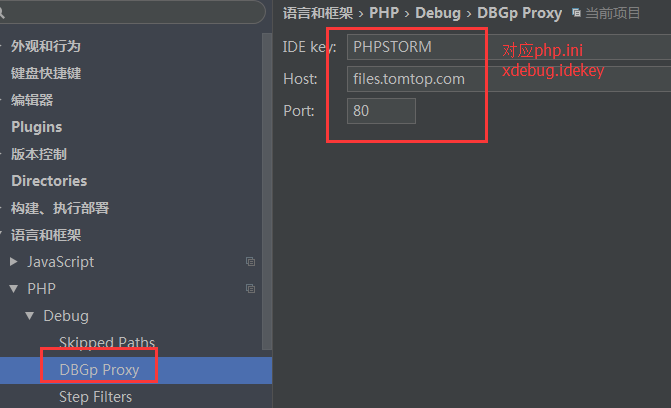 语言和框架 › PHP › Debug › DBGp Proxy 当前项目
外观和行为
键盘快捷键
编辑器
Plugins
版本控制
Directories
构建、执行部署
语言和框架
JavaScript
PHP
Debug
Skipped Paths
DBGp Proxy
Step Filters
IDE key: PHPSTORM
Host: files.tomtop.com
Port: 80
对应php.ini
xdebug.idekey